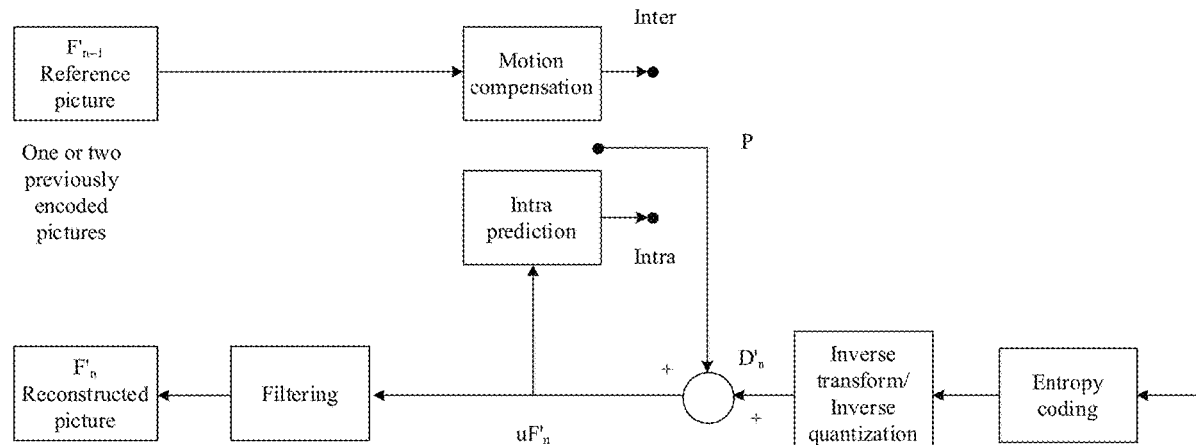 Inter
F'n-1
Reference
picture
Motion
compensation
One or two
previously
encoded
pictures
P
Intra
prediction
Intra
F'n
Reconstructed
picture
Filtering
uF'n
+
+
D'n
Inverse
transform/
Inverse
quantization
Entropy
coding